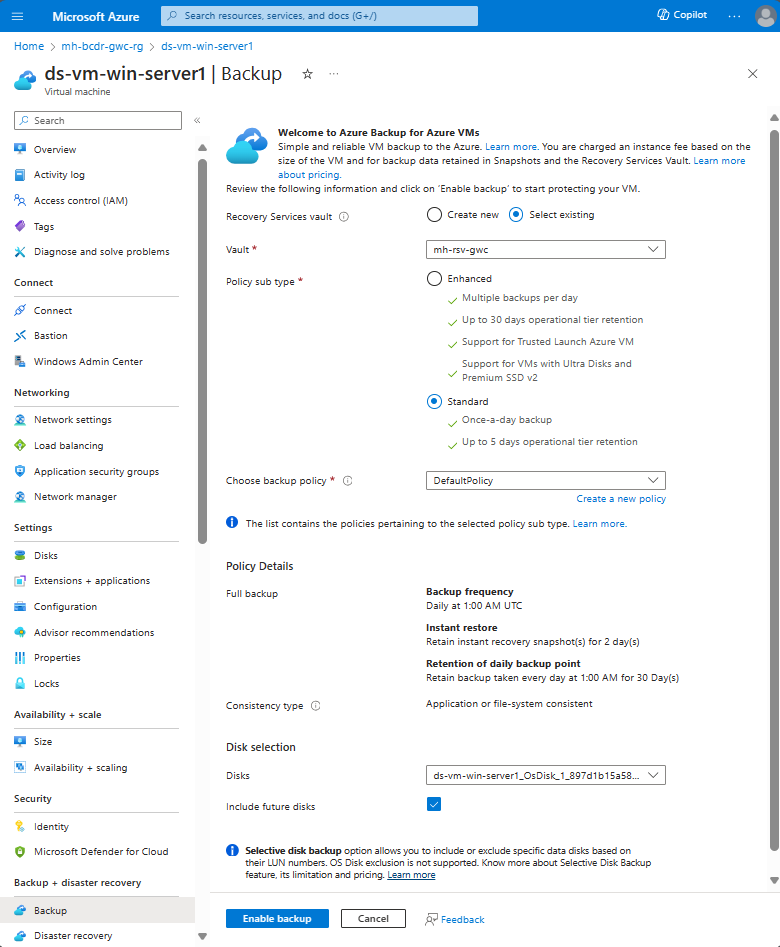 Microsoft Azure
Search resources, services, and docs (G+/)
Copilot
Home > mh-bcdr-gwc-rg > ds-vm-win-server1
ds-vm-win-server1 | Backup
Virtual machine
Search
Overview
Activity log
Access control (IAM)
Tags
Diagnose and solve problems
Connect
Connect
Bastion
Windows Admin Center
Networking
Network settings
Load balancing
Application security groups
Network manager
Settings
Disks
Extensions + applications
Configuration
Advisor recommendations
Properties
Locks
Availability + scale
Size
Availability + scaling
Security
Identity
Microsoft Defender for Cloud
Backup + disaster recovery
Backup
Disaster recovery
Welcome to Azure Backup for Azure VMs
Simple and reliable VM backup to the Azure. Learn more. You are charged an instance fee based on the
size of the VM and for backup data retained in Snapshots and the Recovery Services Vault. Learn more
about pricing.
Review the following information and click on 'Enable backup' to start protecting your VM.
Recovery Services vault
Create new
Select existing
Vault *
mh-rsv-gwc
Policy sub type *
Enhanced
Multiple backups per day
Up to 30 days operational tier retention
Support for Trusted Launch Azure VM
Support for VMs with Ultra Disks and
Premium SSD v2
Standard
Once-a-day backup
Up to 5 days operational tier retention
Choose backup policy *
DefaultPolicy
Create a new policy
The list contains the policies pertaining to the selected policy sub type. Learn more.
Policy Details
Full backup
Backup frequency
Daily at 1:00 AM UTC
Instant restore
Retain instant recovery snapshot(s) for 2 day(s)
Retention of daily backup point
Retain backup taken every day at 1:00 AM for 30 Day(s)
Consistency type
Application or file-system consistent
Disk selection
Disks
ds-vm-win-server1_OsDisk_1_897d1b15a58...
Include future disks
Selective disk backup option allows you to include or exclude specific data disks based on
their LUN numbers. OS Disk exclusion is not supported. Know more about Selective Disk Backup
feature, its limitation and pricing. Learn more
Enable backup
Cancel
Feedback